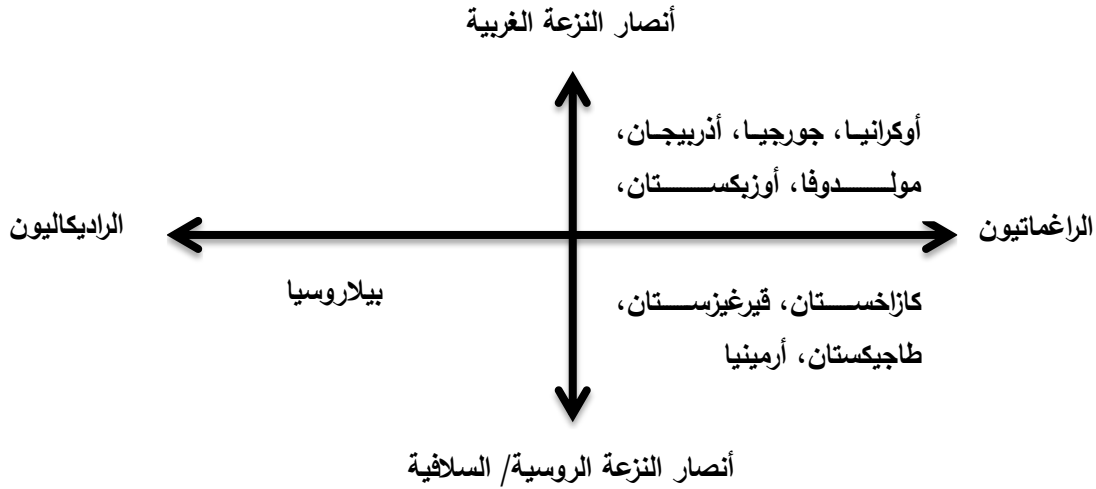 أنصار النزعة الغربية
أوكرانيا، جورجيا، أذربيجان،
مولدوفا، أوزبكستان،
الراغماتيون
الراديكاليون
كازاخستان، قيرغيزستان،
طاجيكستان، أرمينيا
بيلاروسيا
أنصار النزعة الروسية/ السلافية